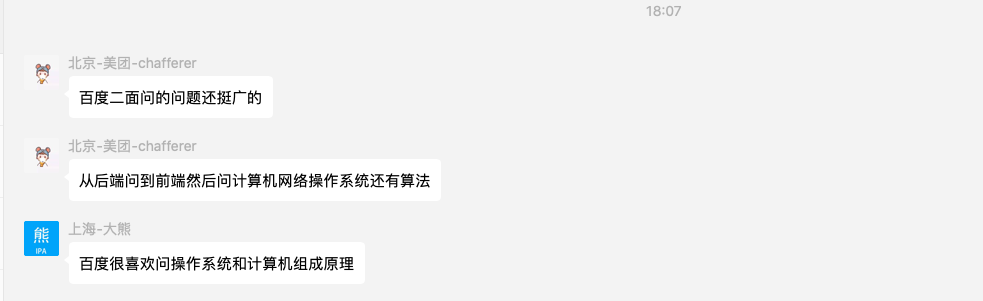 18:07
北京-美团-chafferer
百度二面问的问题还挺广的
北京-美团-chafferer
从后端问到前端然后问计算机网络操作系统还有算法
上海-大熊
熊
IPA
百度很喜欢问操作系统和计算机组成原理